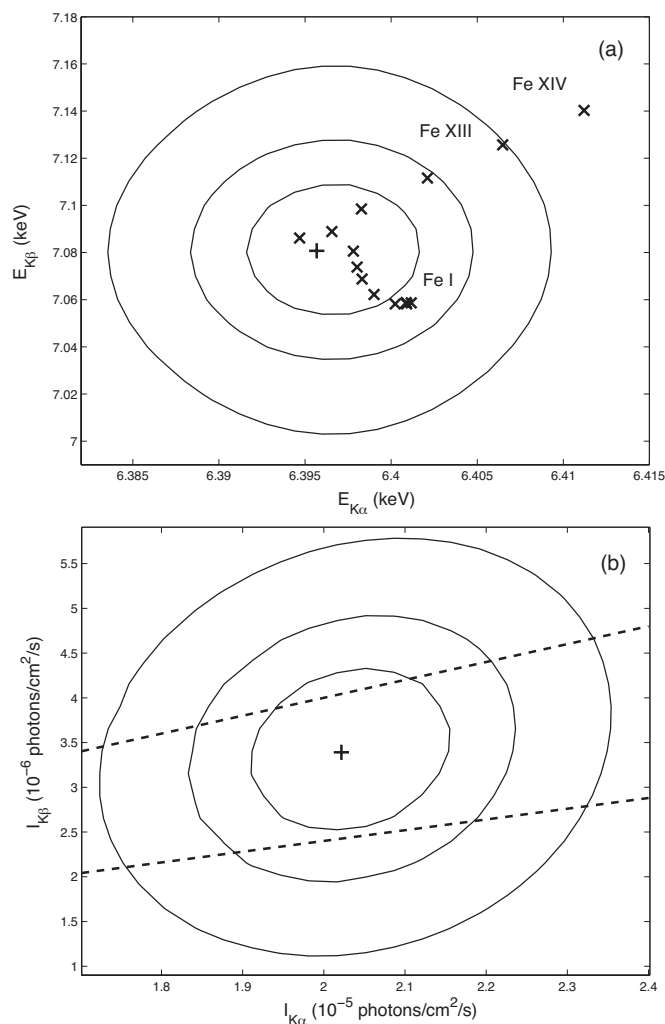 7.18
(a)
7.16
Fe XIV
7.14
Fe XIII
7.12
7.1
E_Kβ (keV)
7.08
Fe I
7.06
7.04
7.02
7
6.385 6.39 6.395 6.4 6.405 6.41 6.415
E_Kα (keV)
(b)
5.5
5
4.5
4
3.5
I_Kβ (10⁻⁶ photons/cm²/s)
3
2.5
2
1.5
1
1.8 1.9 2 2.1 2.2 2.3 2.4
I_Kα (10⁻⁵ photons/cm²/s)